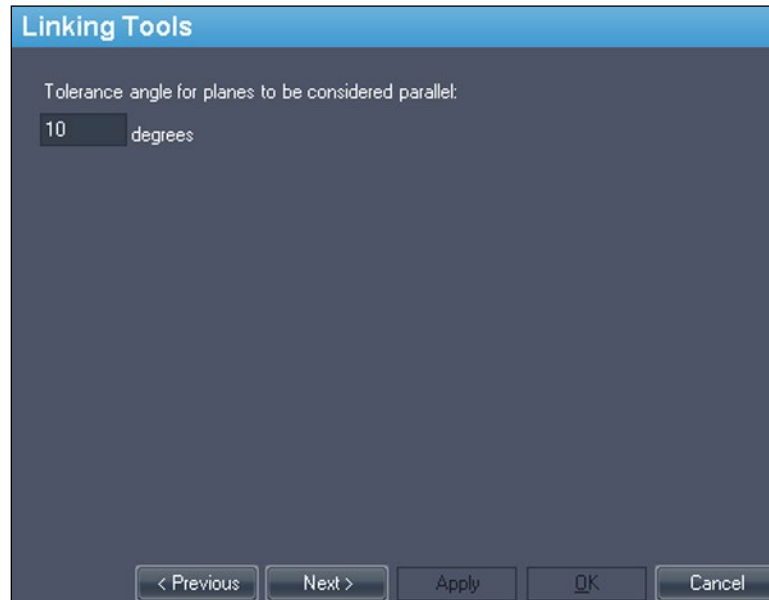 Linking Tools
Tolerance angle for planes to be considered parallel:
10 degrees
< Previous Next > Apply OK Cancel